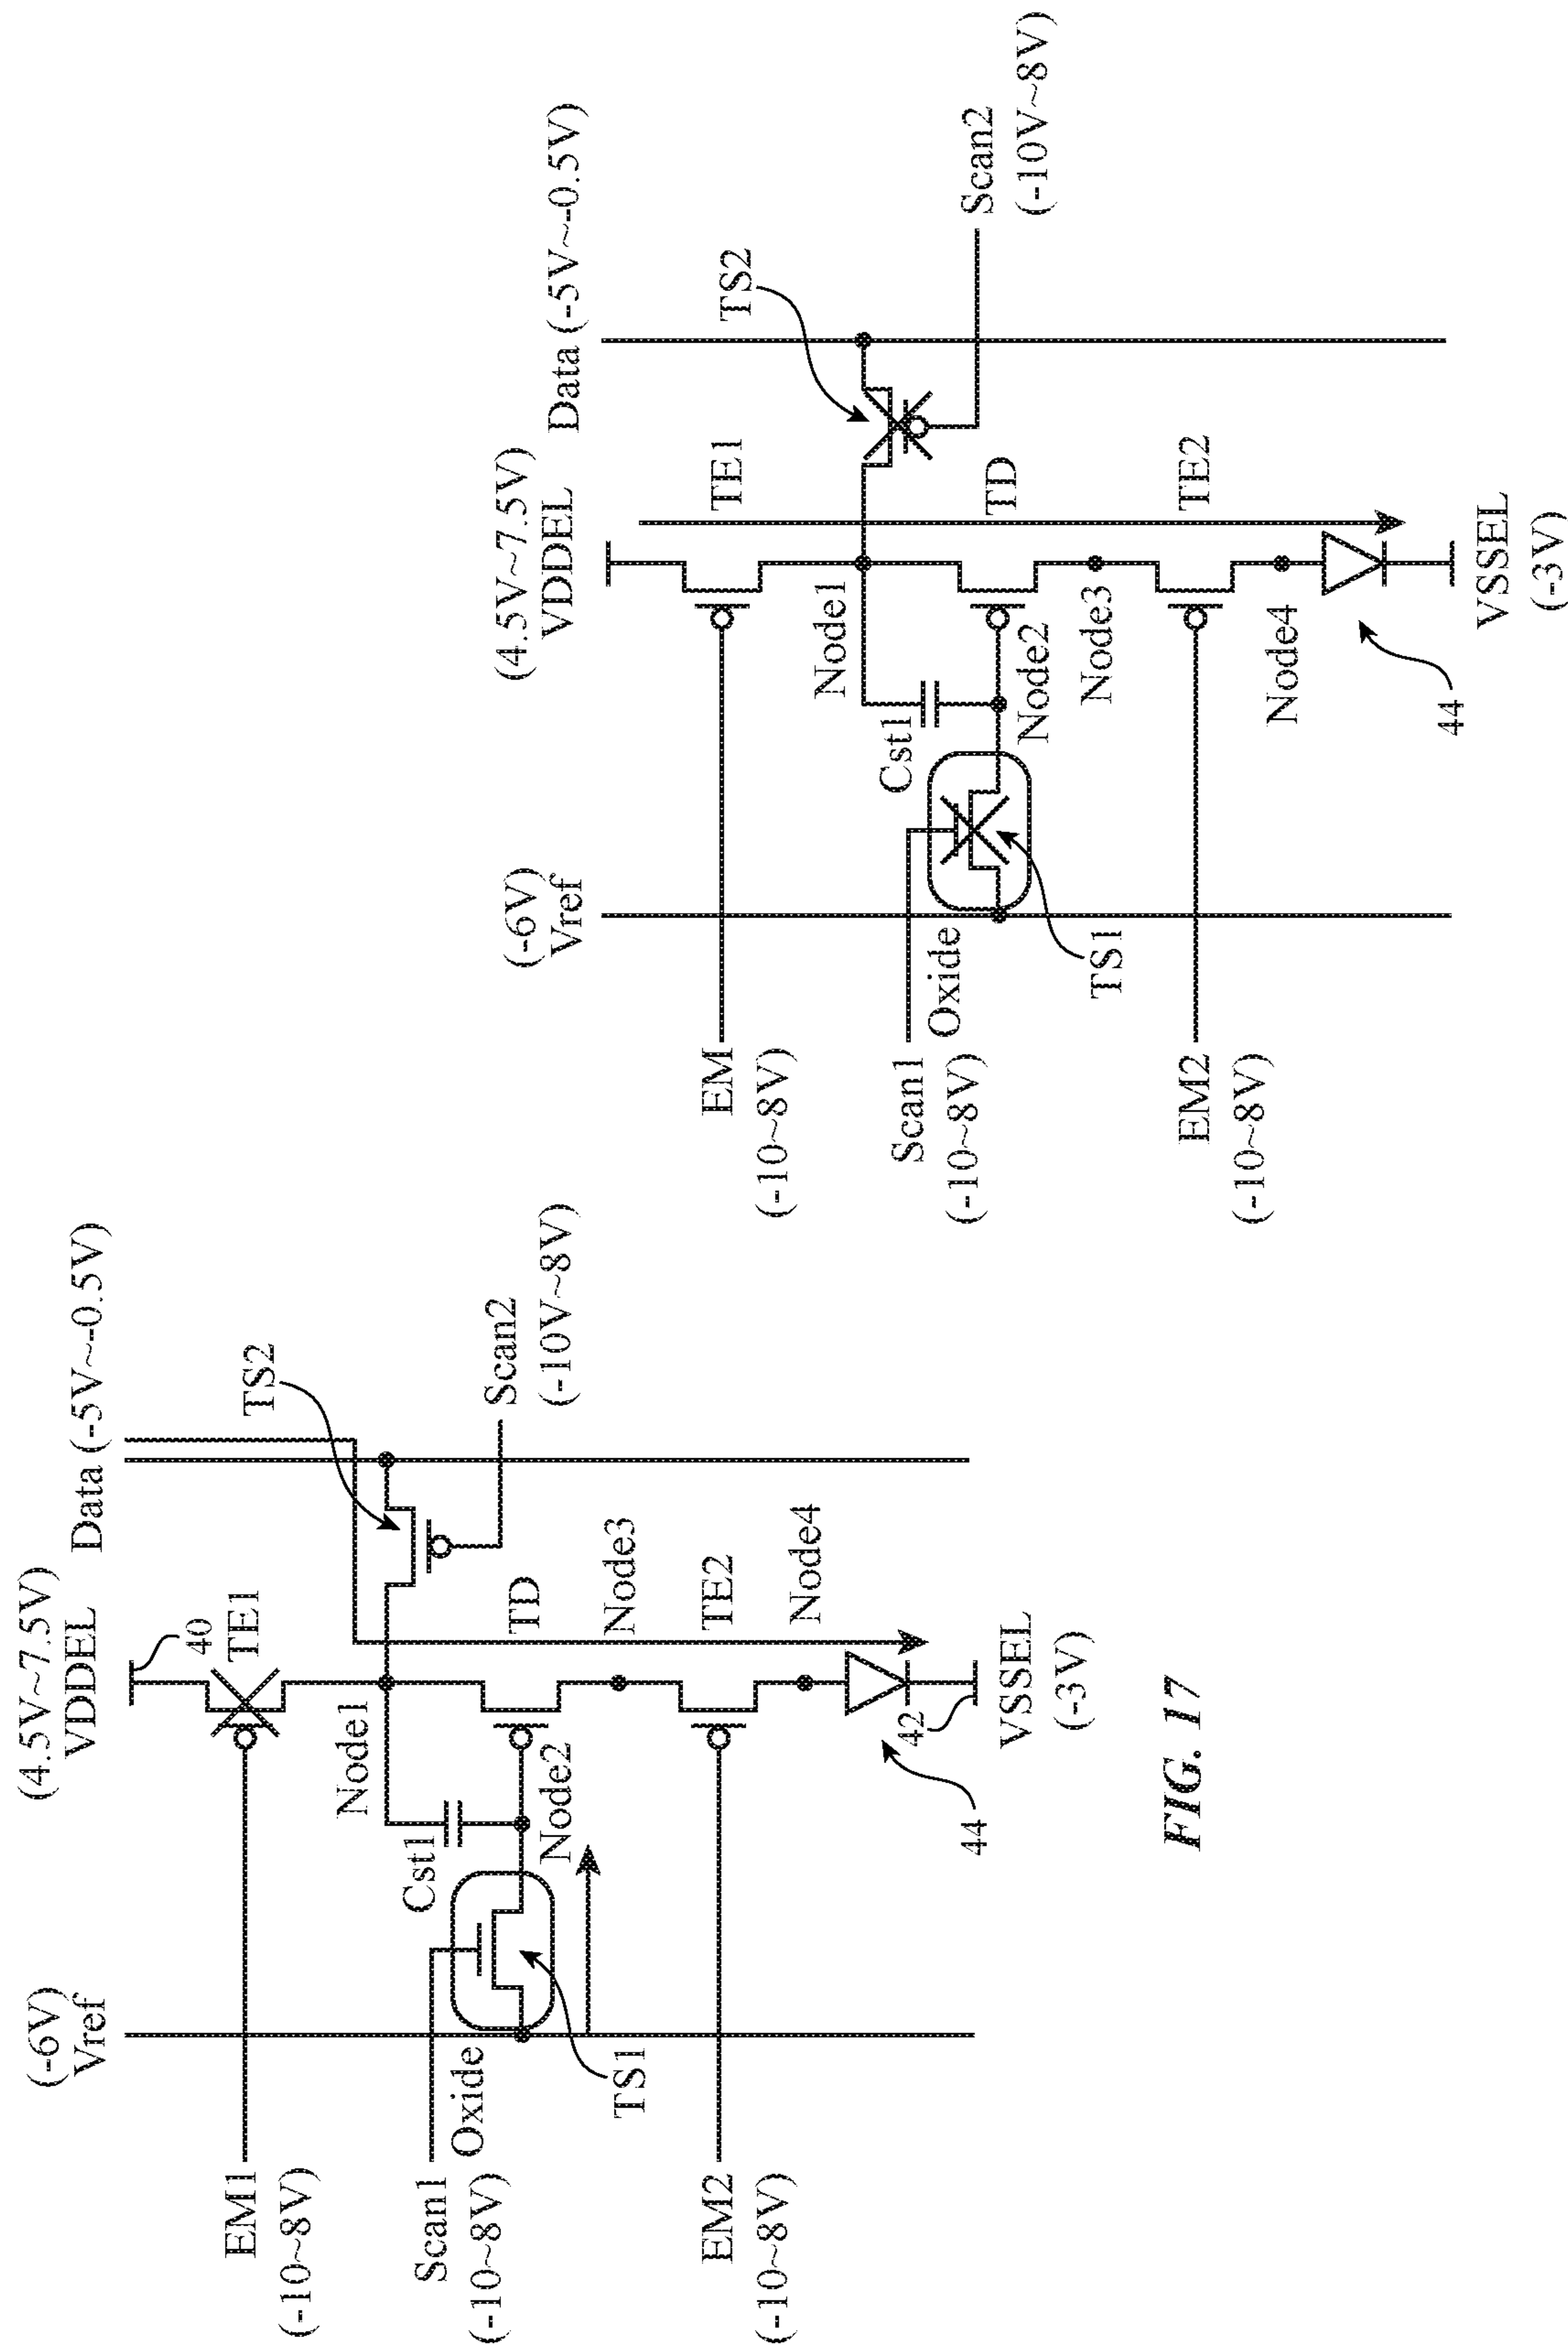 (4.5V~7.5V)
VDDEL
(-6V)
Vref
Data (-5V~-0.5V)
40
TE1
TS2
EM1
(-10~8V)
Node1
Cst1
Scan2
(-10V~8V)
Scan1
(-10~8V)
Oxide
TD
Node2
Node3
TS1
EM2
(-10~8V)
TE2
Node4
42
44
VSSEL
(-3V)
(4.5V~7.5V)
VDDEL
(-6V)
Vref
Data (-5V~-0.5V)
TE1
TS2
EM
(-10~8V)
Node1
Cst1
Scan2
(-10V~8V)
Scan1
(-10~8V)
Oxide
TD
Node2
Node3
TS1
EM2
(-10~8V)
TE2
Node4
44
VSSEL
(-3V)
FIG. 17